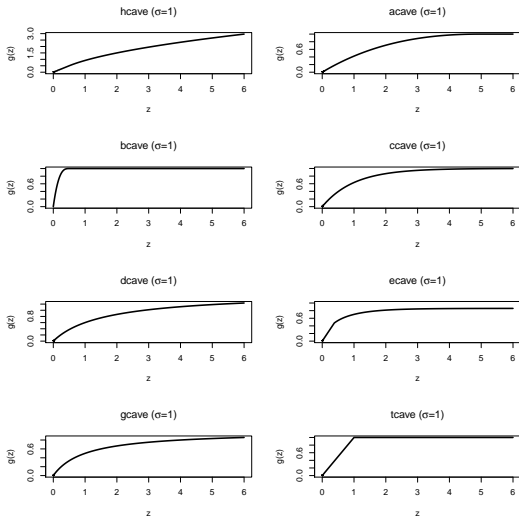 hcave (σ=1)
g(z)
0.0 1.5 3.0
0 1 2 3 4 5 6
z
acave (σ=1)
g(z)
0.0 0.6
0 1 2 3 4 5 6
z
bcave (σ=1)
g(z)
0.0 0.6
0 1 2 3 4 5 6
z
ccave (σ=1)
g(z)
0.0 0.6
0 1 2 3 4 5 6
z
dcave (σ=1)
g(z)
0.0 0.8
0 1 2 3 4 5 6
z
ecave (σ=1)
g(z)
0.0 0.6
0 1 2 3 4 5 6
z
gcave (σ=1)
g(z)
0.0 0.6
0 1 2 3 4 5 6
z
tcave (σ=1)
g(z)
0.0 0.6
0 1 2 3 4 5 6
z